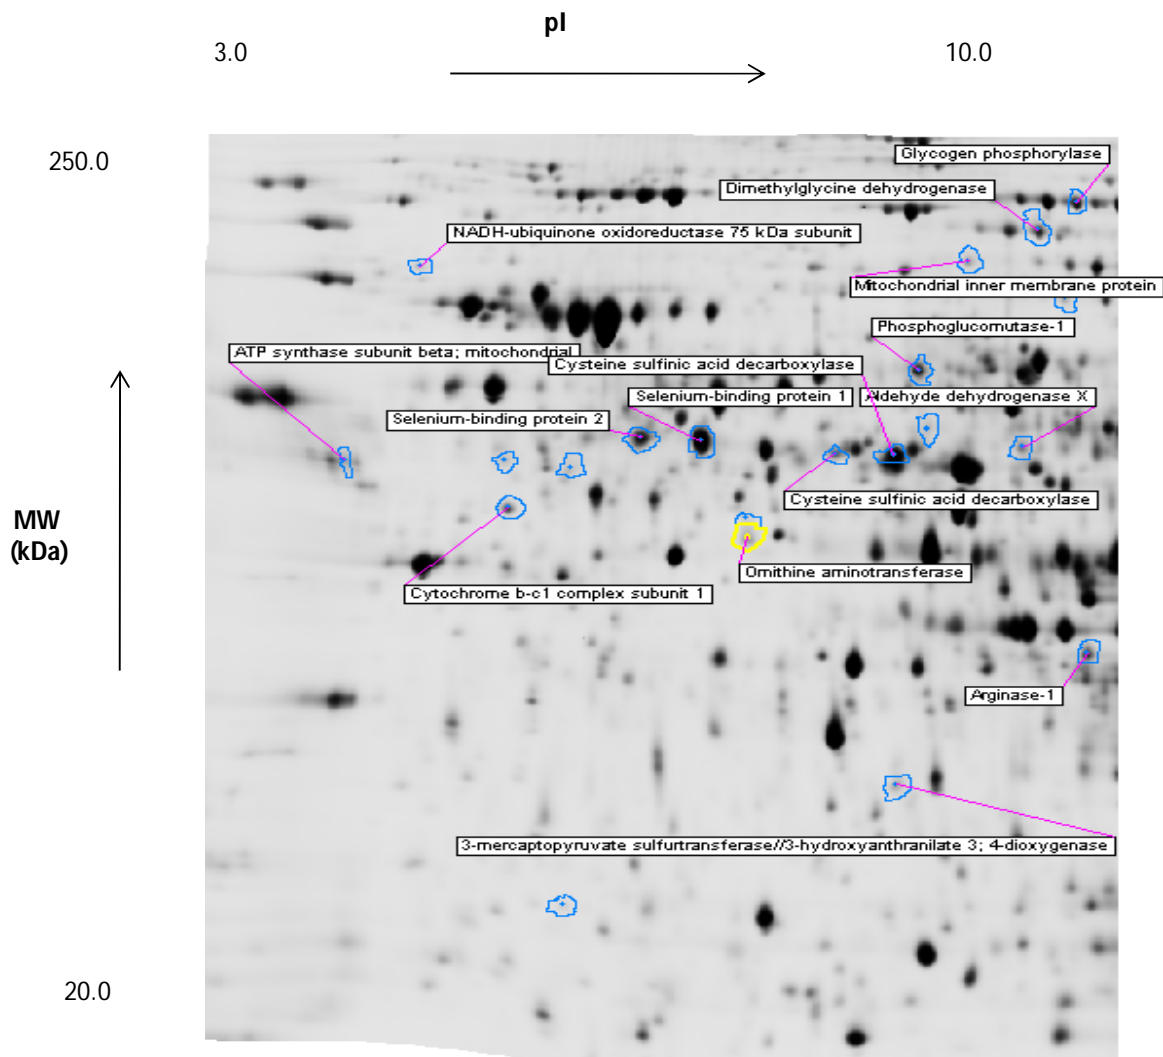 pI
3.0
10.0
250.0
Glycogen phosphorylase
Dimethylglycine dehydrogenase
NADH-ubiquinone oxidoreductase 75 kDa subunit
Mitochondrial inner membrane protein
Phosphoglucomutase-1
ATP synthase subunit beta; mitochondrial
Cysteine sulfinic acid decarboxylase
Selenium-binding protein 1
Aldehyde dehydrogenase X
Selenium-binding protein 2
Cysteine sulfinic acid decarboxylase
MW
(kDa)
Ornithine aminotransferase
Cytochrome b-c1 complex subunit 1
Arginase-1
3-mercaptopyruvate sulfurtransferase//3-hydroxyanthranilate 3; 4-dioxygenase
20.0